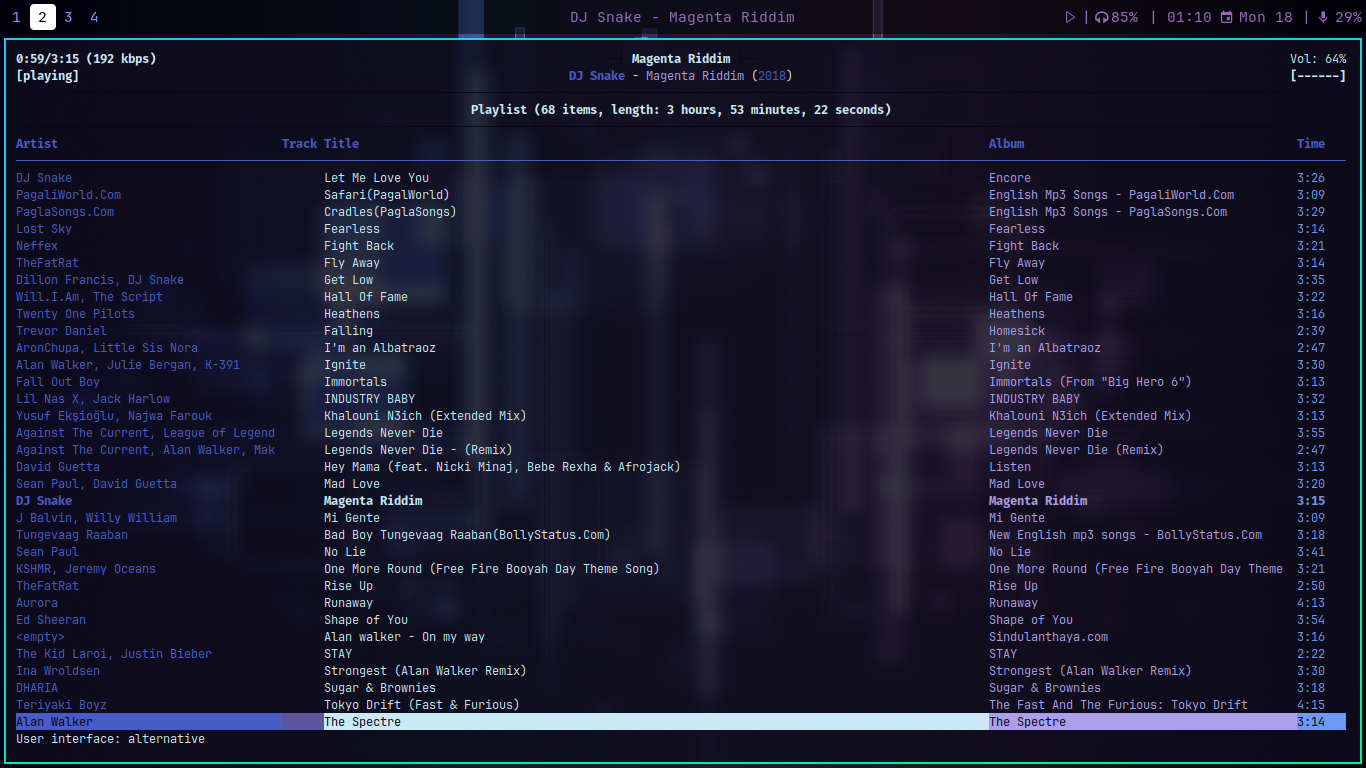 1 2 3 4 DJ Snake - Magenta Riddim | 85% | 01:10 Mon 18 | 29%
0:59/3:15 (192 kbps) Magenta Riddim Vol: 64%
[playing] DJ Snake - Magenta Riddim (2018) [------]
Playlist (68 items, length: 3 hours, 53 minutes, 22 seconds)
Artist Track Title Album Time
DJ Snake Let Me Love You Encore 3:26
PagaliWorld.Com Safari(PagalWorld) English Mp3 Songs - PagaliWorld.Com 3:09
PaglaSongs.Com Cradles(PaglaSongs) English Mp3 Songs - PaglaSongs.Com 3:29
Lost Sky Fearless Fearless 3:14
Neffex Fight Back Fight Back 3:21
TheFatRat Fly Away Fly Away 3:14
Dillon Francis, DJ Snake Get Low Get Low 3:35
Will.I.Am, The Script Hall Of Fame Hall Of Fame 3:22
Twenty One Pilots Heathens Heathens 3:16
Trevor Daniel Falling Homesick 2:39
AronChupa, Little Sis Nora I'm an Albatraoz I'm an Albatraoz 2:47
Alan Walker, Julie Bergan, K-391 Ignite Ignite 3:30
Fall Out Boy Immortals Immortals (From "Big Hero 6”) 3:13
Lil Nas X, Jack Harlow INDUSTRY BABY INDUSTRY BABY 3:32
Yusuf Ekşioğlu, Najwa Farouk Khalouni N3ich (Extended Mix) Khalouni N3ich (Extended Mix) 3:13
Against The Current, League of Legend Legends Never Die Legends Never Die 3:55
Against The Current, Alan Walker, Mak Legends Never Die - (Remix) Legends Never Die (Remix) 2:47
David Guetta Hey Mama (feat. Nicki Minaj, Bebe Rexha & Afrojack) Listen 3:13
Sean Paul, David Guetta Mad Love Mad Love 3:20
DJ Snake Magenta Riddim Magenta Riddim 3:15
J Balvin, Willy William Mi Gente Mi Gente 3:09
Tungevaag Raaban Bad Boy Tungevaag Raaban(BollyStatus.Com) New English mp3 songs - BollyStatus.Com 3:18
Sean Paul No Lie No Lie 3:41
KSHMR, Jeremy Oceans One More Round (Free Fire Booyah Day Theme Song) One More Round (Free Fire Booyah Day Theme 3:21
TheFatRat Rise Up Rise Up 2:50
Aurora Runaway Runaway 4:13
Ed Sheeran Shape of You Shape of You 3:54
<empty> Alan walker - On my way Sindulanthaya.com 3:16
The Kid Laroi, Justin Bieber STAY STAY 2:22
Ina Wroldsen Strongest (Alan Walker Remix) Strongest (Alan Walker Remix) 3:30
DHARIA Sugar & Brownies Sugar & Brownies 3:18
Teriyaki Boyz Tokyo Drift (Fast & Furious) The Fast And The Furious: Tokyo Drift 4:15
Alan Walker The Spectre The Spectre 3:14
User interface: alternative